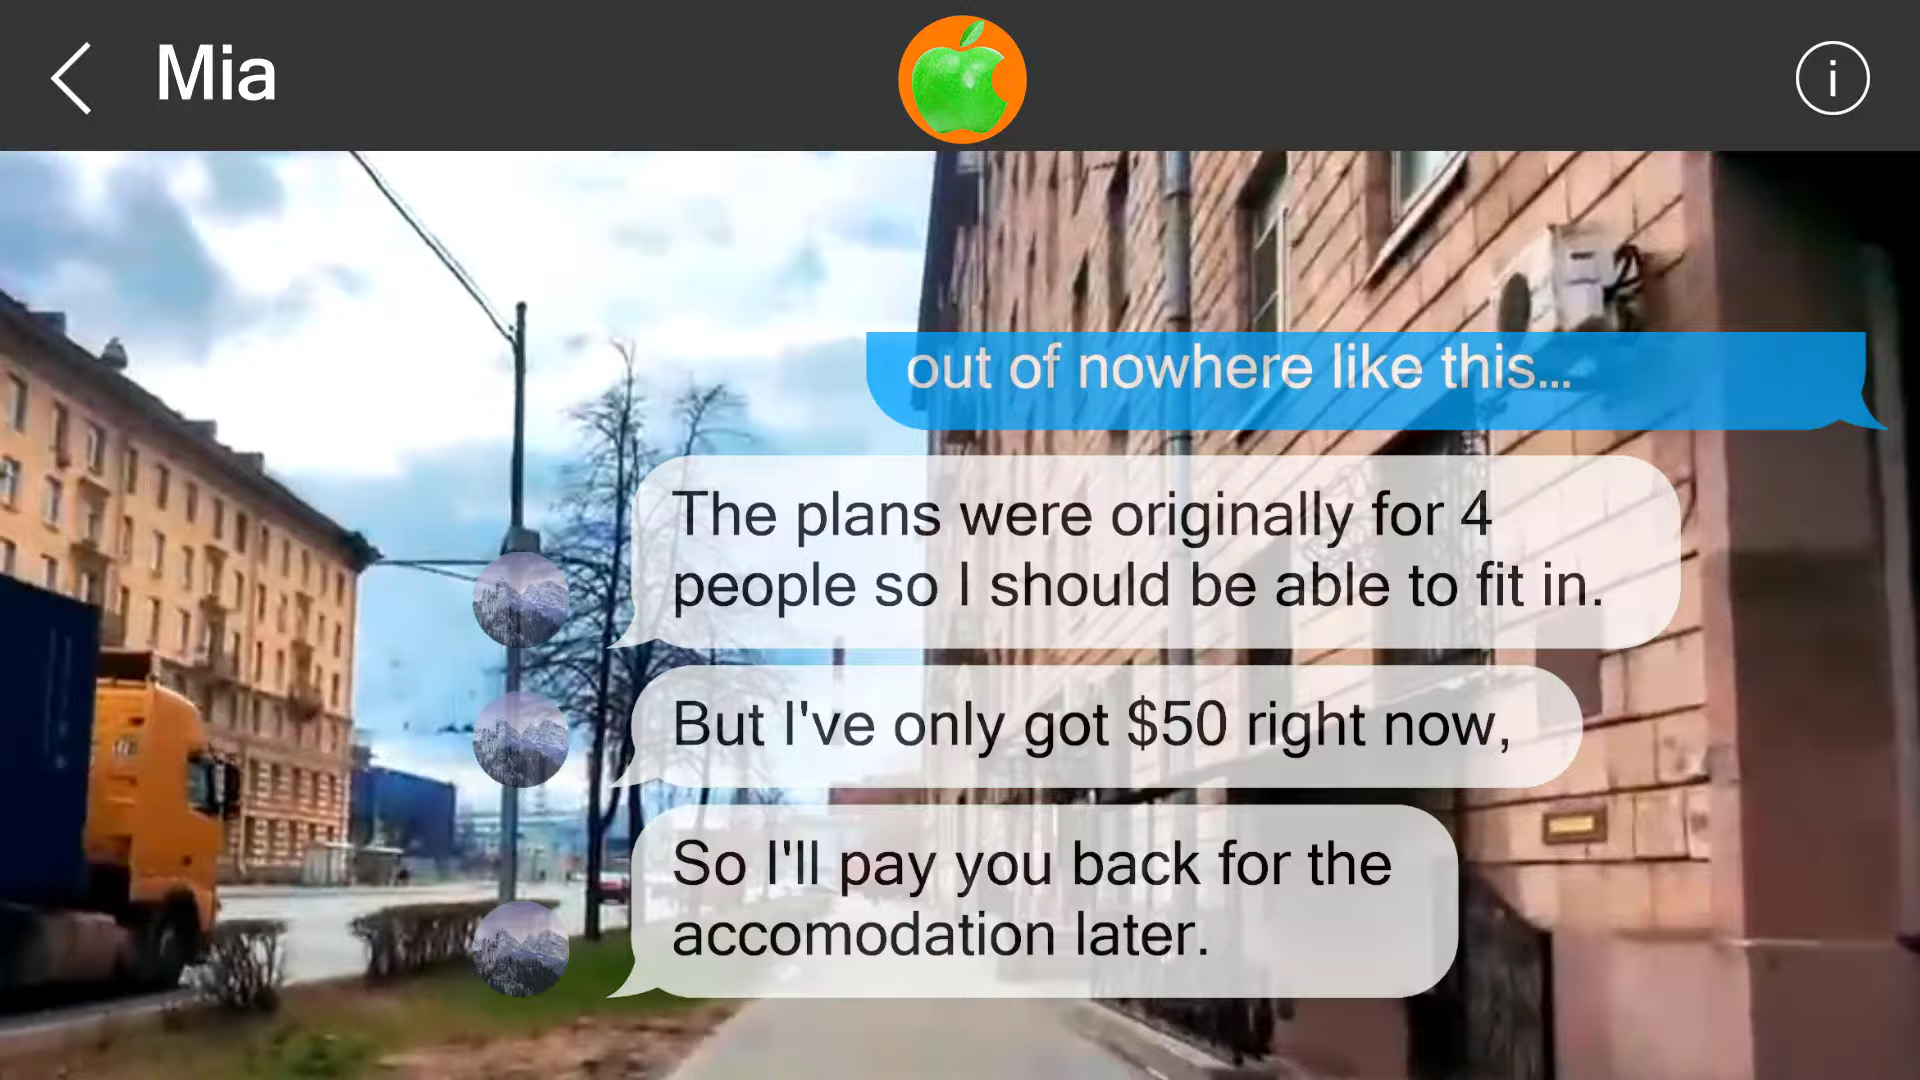 Mia
i
out of nowhere like this...
The plans were originally for 4
people so I should be able to fit in.
But I've only got $50 right now,
So I'll pay you back for the
accomodation later.